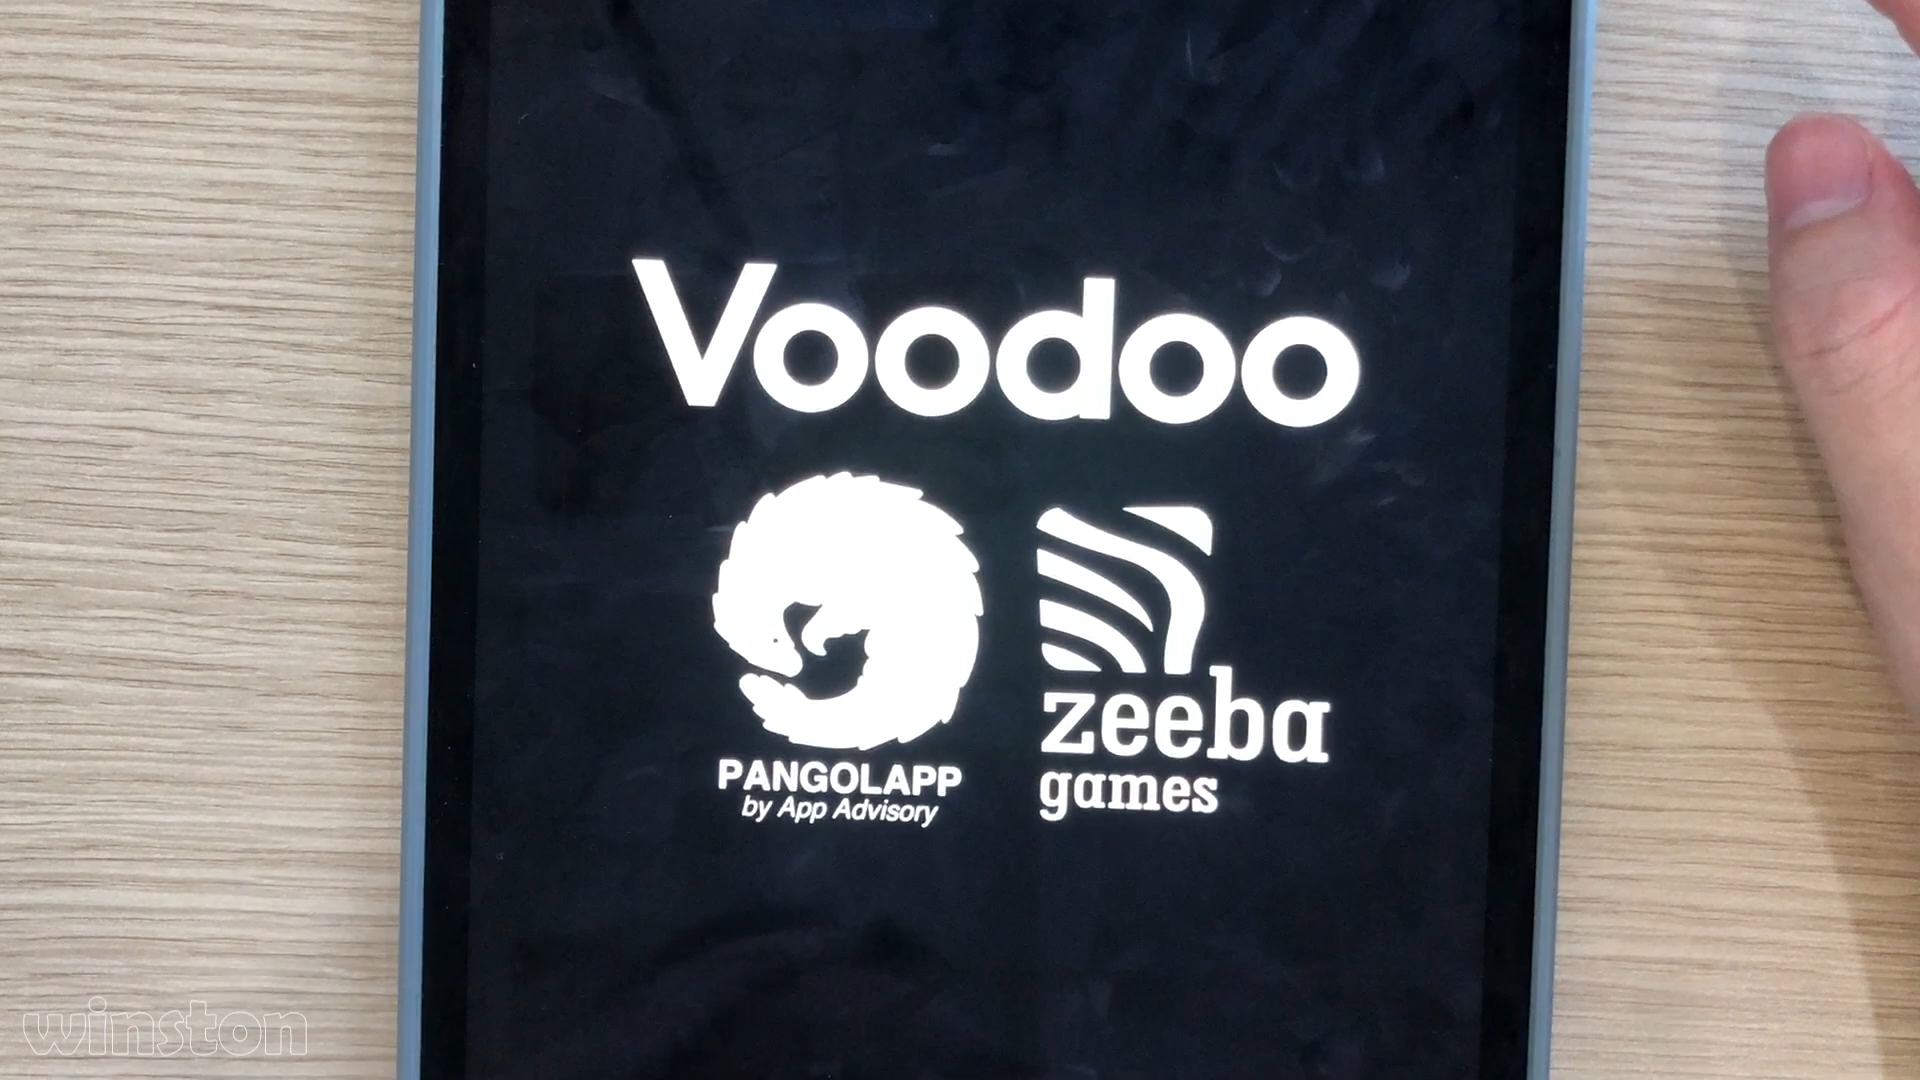 Voodoo
PANGOLAPP
by App Advisory
zeeba
games
winston